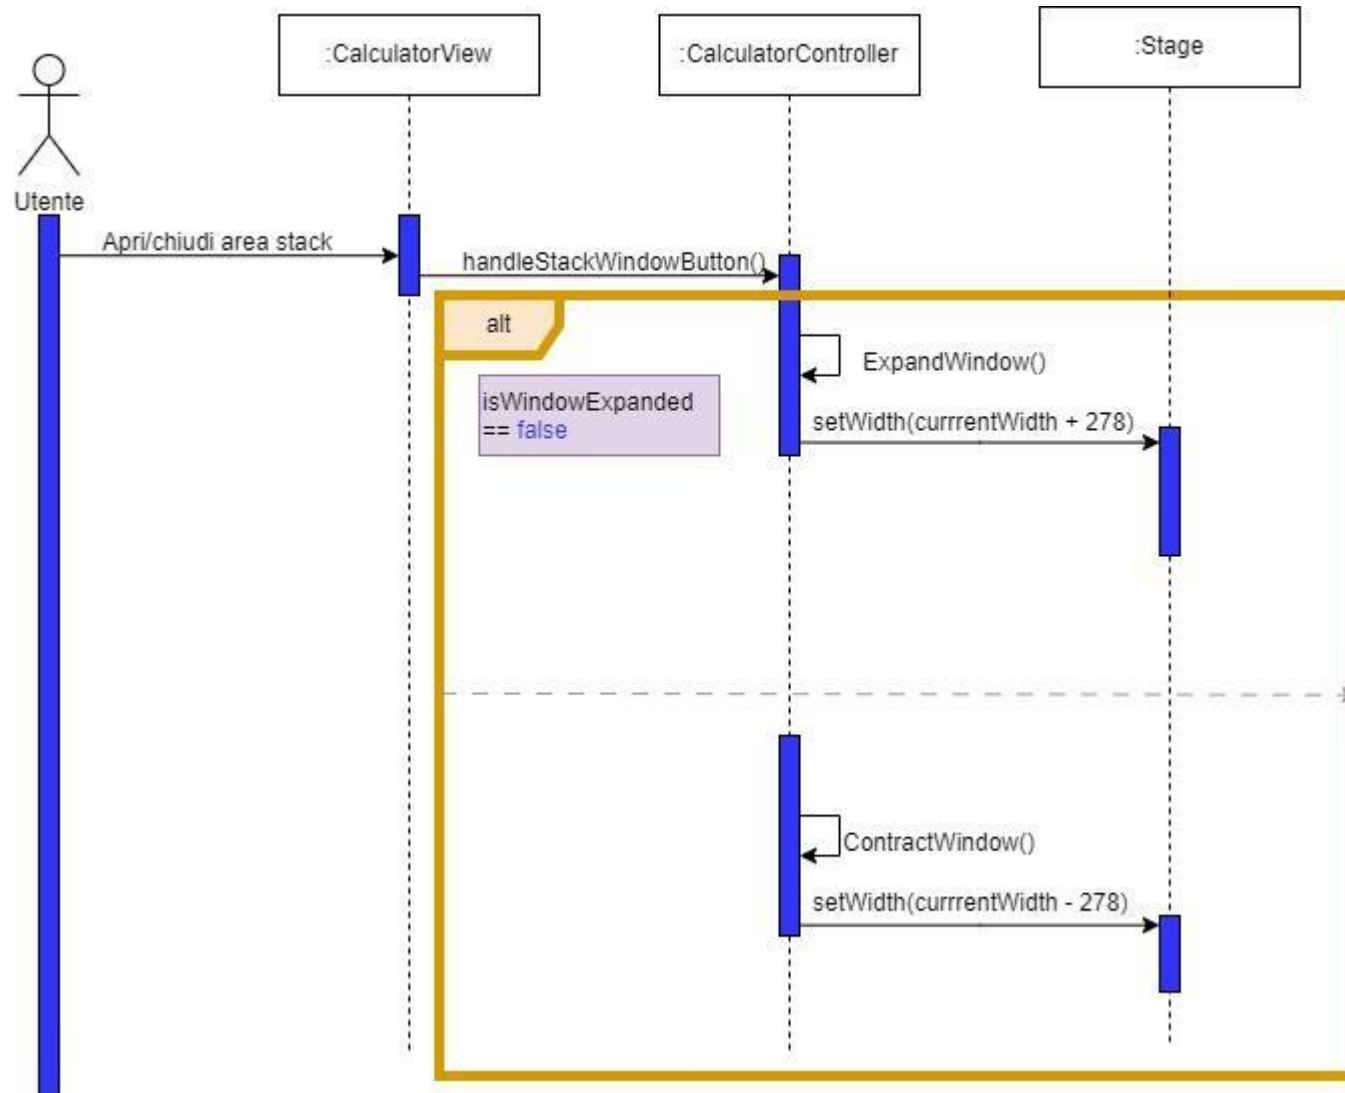 :CalculatorView
:CalculatorController
:Stage
Utente
Apri/chiudi area stack
handleStackWindowButton()
alt
ExpandWindow()
isWindowExpanded
== false
setWidth(currrentWidth + 278)
ContractWindow()
setWidth(currrentWidth - 278)